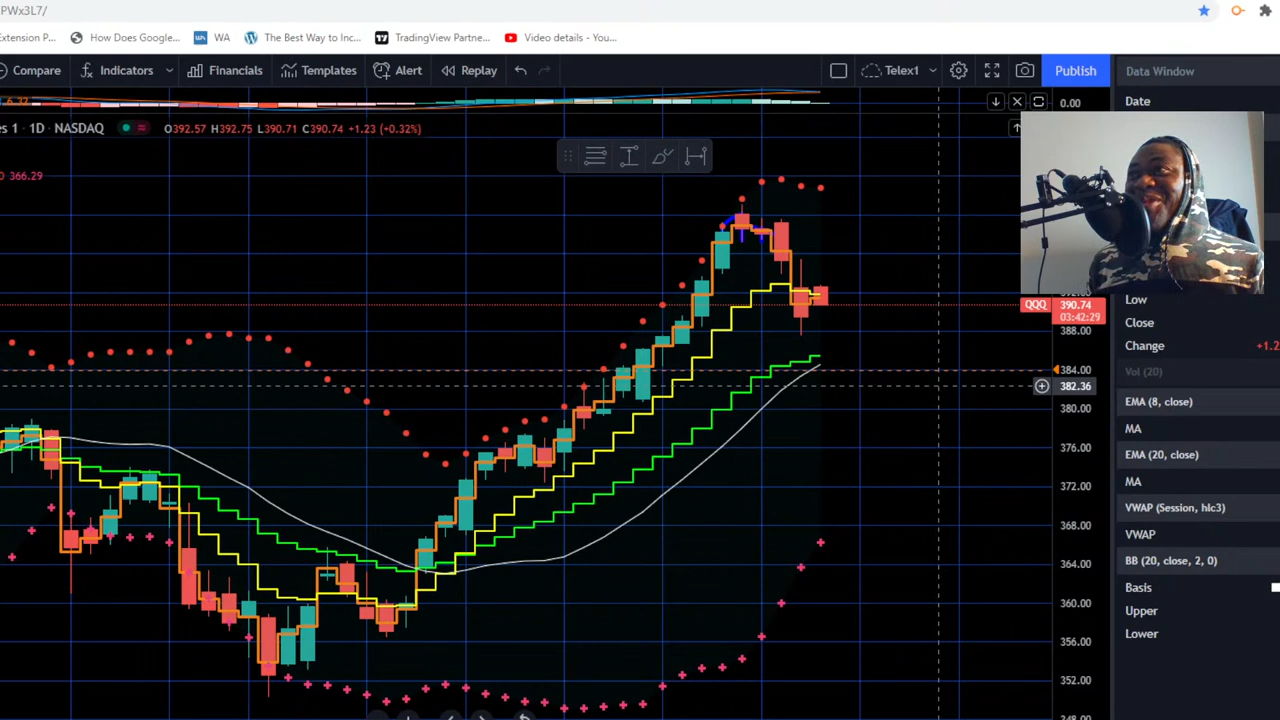 PWx3L7/
Extension P...
How Does Google...
WA
The Best Way to Inc...
TradingView Partne...
Video details - You...
Compare
Indicators
Financials
Templates
Alert
Replay
Telex1
Publish
Data Window
6.32
0.00
Date
es 1 · 1D · NASDAQ
O392.57 H392.75 L390.71 C390.74 +1.23 (+0.32%)
0 366.29
QQQ
390.74
03:42:29
388.00
384.00
382.36
380.00
376.00
372.00
368.00
364.00
360.00
356.00
352.00
348.00
Low
Close
Change
+1.2
Vol (20)
EMA (8, close)
MA
EMA (20, close)
MA
VWAP (Session, hlc3)
VWAP
BB (20, close, 2, 0)
Basis
Upper
Lower